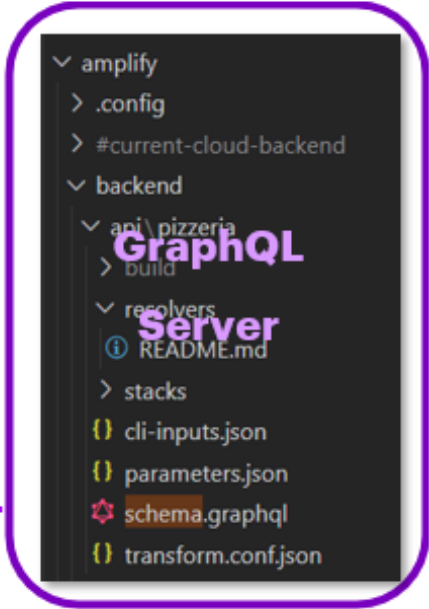 amplify
.config
#current-cloud-backend
backend
api\pizzeria
GraphQL
build
resolvers
Server
README.md
stacks
cli-inputs.json
parameters.json
schema.graphql
transform.conf.json